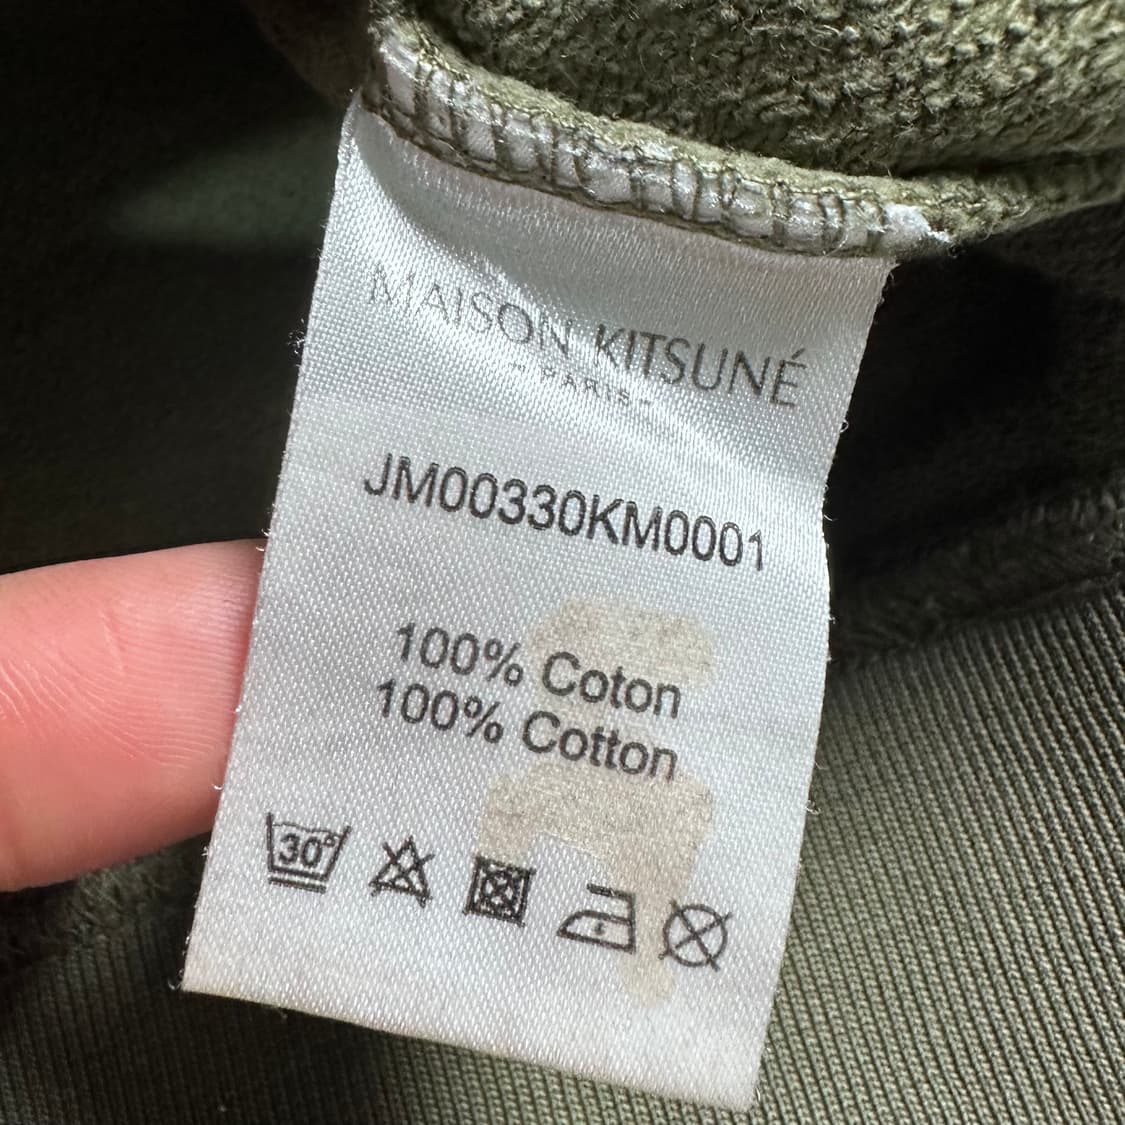 MAISON KITSUNÉ
- PARIS -
JM00330KM0001
100% Coton
100% Cotton
30°